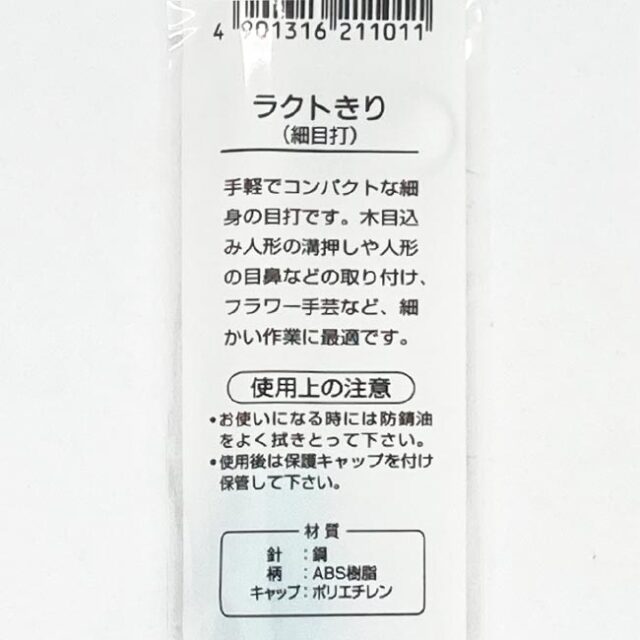 4 901316 211011
ラクトきり
(細目打)
手軽でコンパクトな細
身の目打です。木目込
み人形の溝押しや人形
の目鼻などの取り付け、
フラワー手芸など、細
かい作業に最適です。
使用上の注意
•お使いになる時には防錆油
をよく拭きとって下さい。
•使用後は保護キャップを付け
保管して下さい。
材質
針：鋼
柄：ABS樹脂
キャップ：ポリエチレン